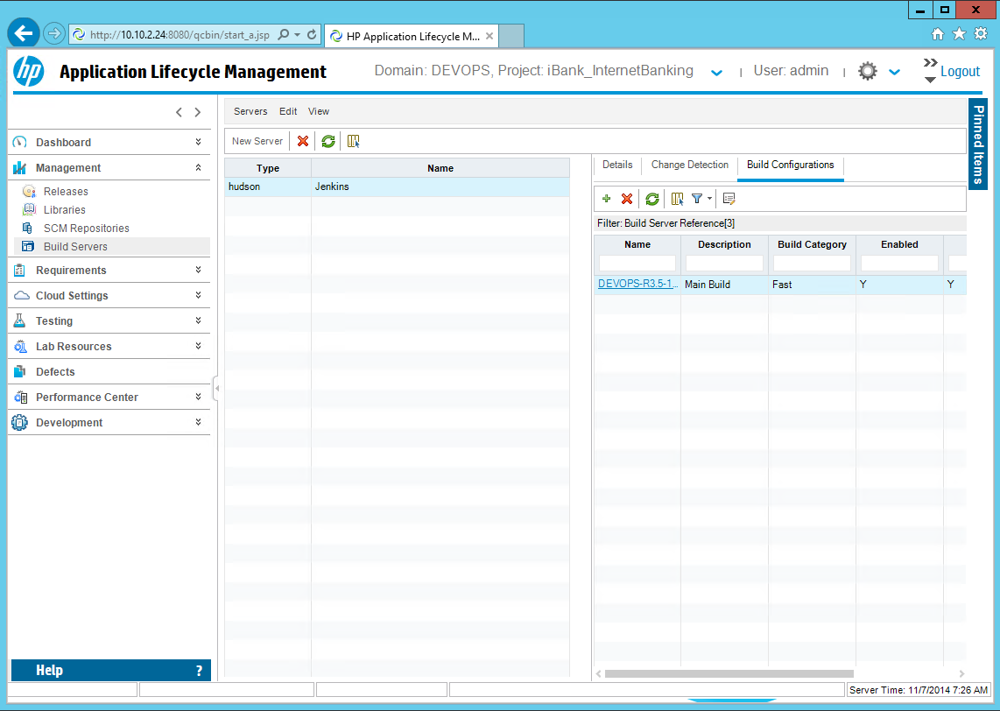 http://10.10.2.24:8080/qcbin/start_a.jsp
HP Application Lifecycle M...
hp
Application Lifecycle Management
Domain: DEVOPS, Project: iBank_InternetBanking
User: admin
Logout
Pinned Items
Dashboard
Management
Releases
Libraries
SCM Repositories
Build Servers
Requirements
Cloud Settings
Testing
Lab Resources
Defects
Performance Center
Development
Help ?
Servers Edit View
New Server
Type Name
hudson Jenkins
Details Change Detection Build Configurations
Filter: Build Server Reference[3]
Name Description Build Category Enabled
DEVOPS-R3.5-1... Main Build Fast Y Y
Server Time: 11/7/2014 7:26 AM